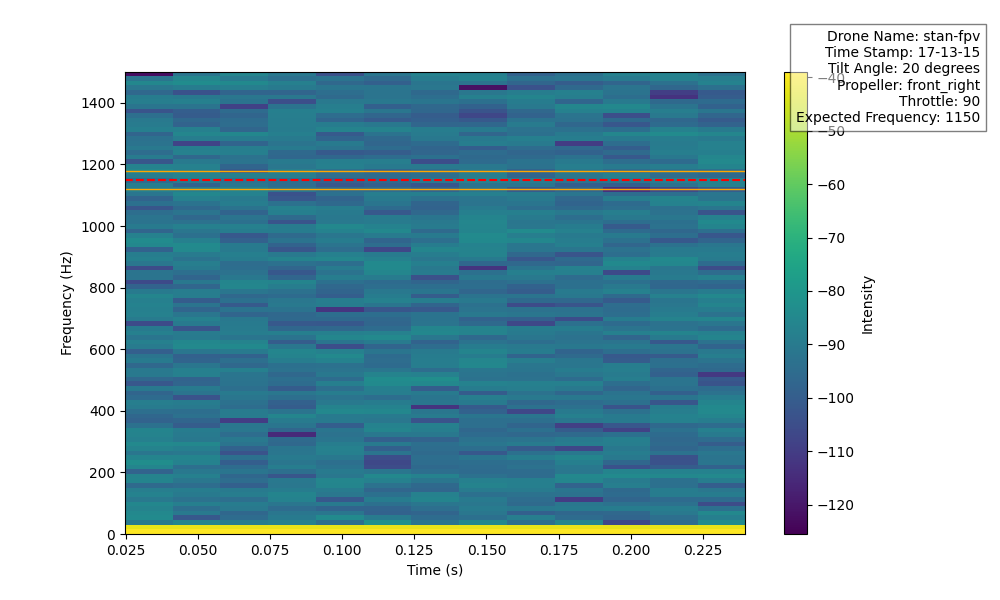 Drone Name: stan-fpv
Time Stamp: 17-13-15
Tilt Angle: 20 degrees
Propeller: front_right
Throttle: 90
Expected Frequency: 1150
1400
1200
1000
800
600
400
200
0
Frequency (Hz)
0.025
0.050
0.075
0.100
0.125
0.150
0.175
0.200
0.225
Time (s)
−40
−50
−60
−70
−80
−90
−100
−110
−120
Intensity